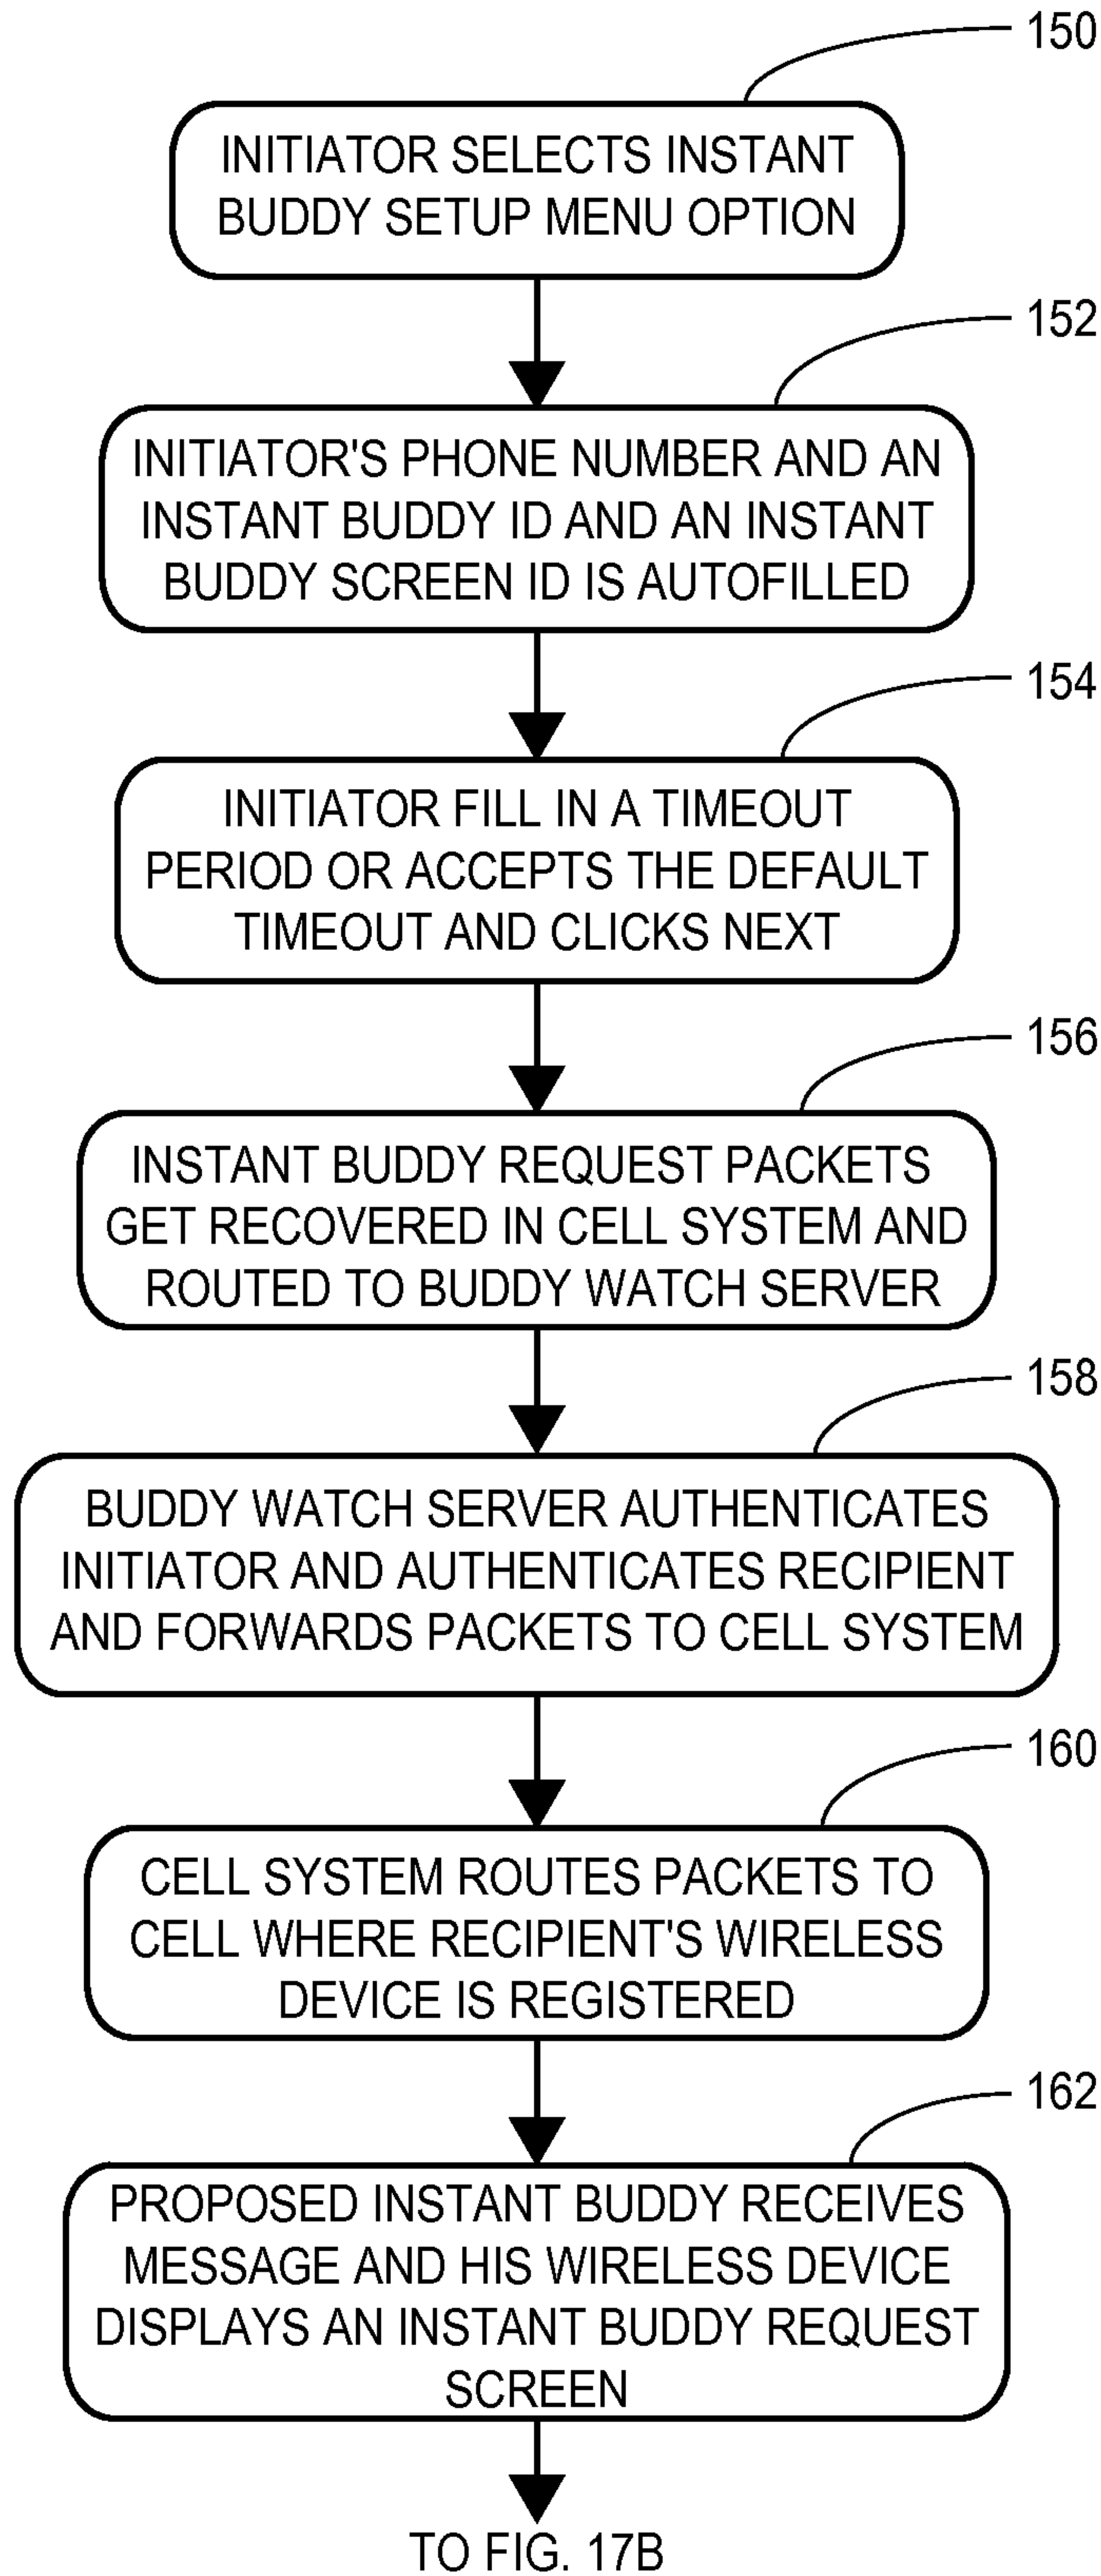 150
INITIATOR SELECTS INSTANT
BUDDY SETUP MENU OPTION
152
INITIATOR'S PHONE NUMBER AND AN
INSTANT BUDDY ID AND AN INSTANT
BUDDY SCREEN ID IS AUTOFILLED
154
INITIATOR FILL IN A TIMEOUT
PERIOD OR ACCEPTS THE DEFAULT
TIMEOUT AND CLICKS NEXT
156
INSTANT BUDDY REQUEST PACKETS
GET RECOVERED IN CELL SYSTEM AND
ROUTED TO BUDDY WATCH SERVER
158
BUDDY WATCH SERVER AUTHENTICATES
INITIATOR AND AUTHENTICATES RECIPIENT
AND FORWARDS PACKETS TO CELL SYSTEM
160
CELL SYSTEM ROUTES PACKETS TO
CELL WHERE RECIPIENT'S WIRELESS
DEVICE IS REGISTERED
162
PROPOSED INSTANT BUDDY RECEIVES
MESSAGE AND HIS WIRELESS DEVICE
DISPLAYS AN INSTANT BUDDY REQUEST
SCREEN
TO FIG. 17B